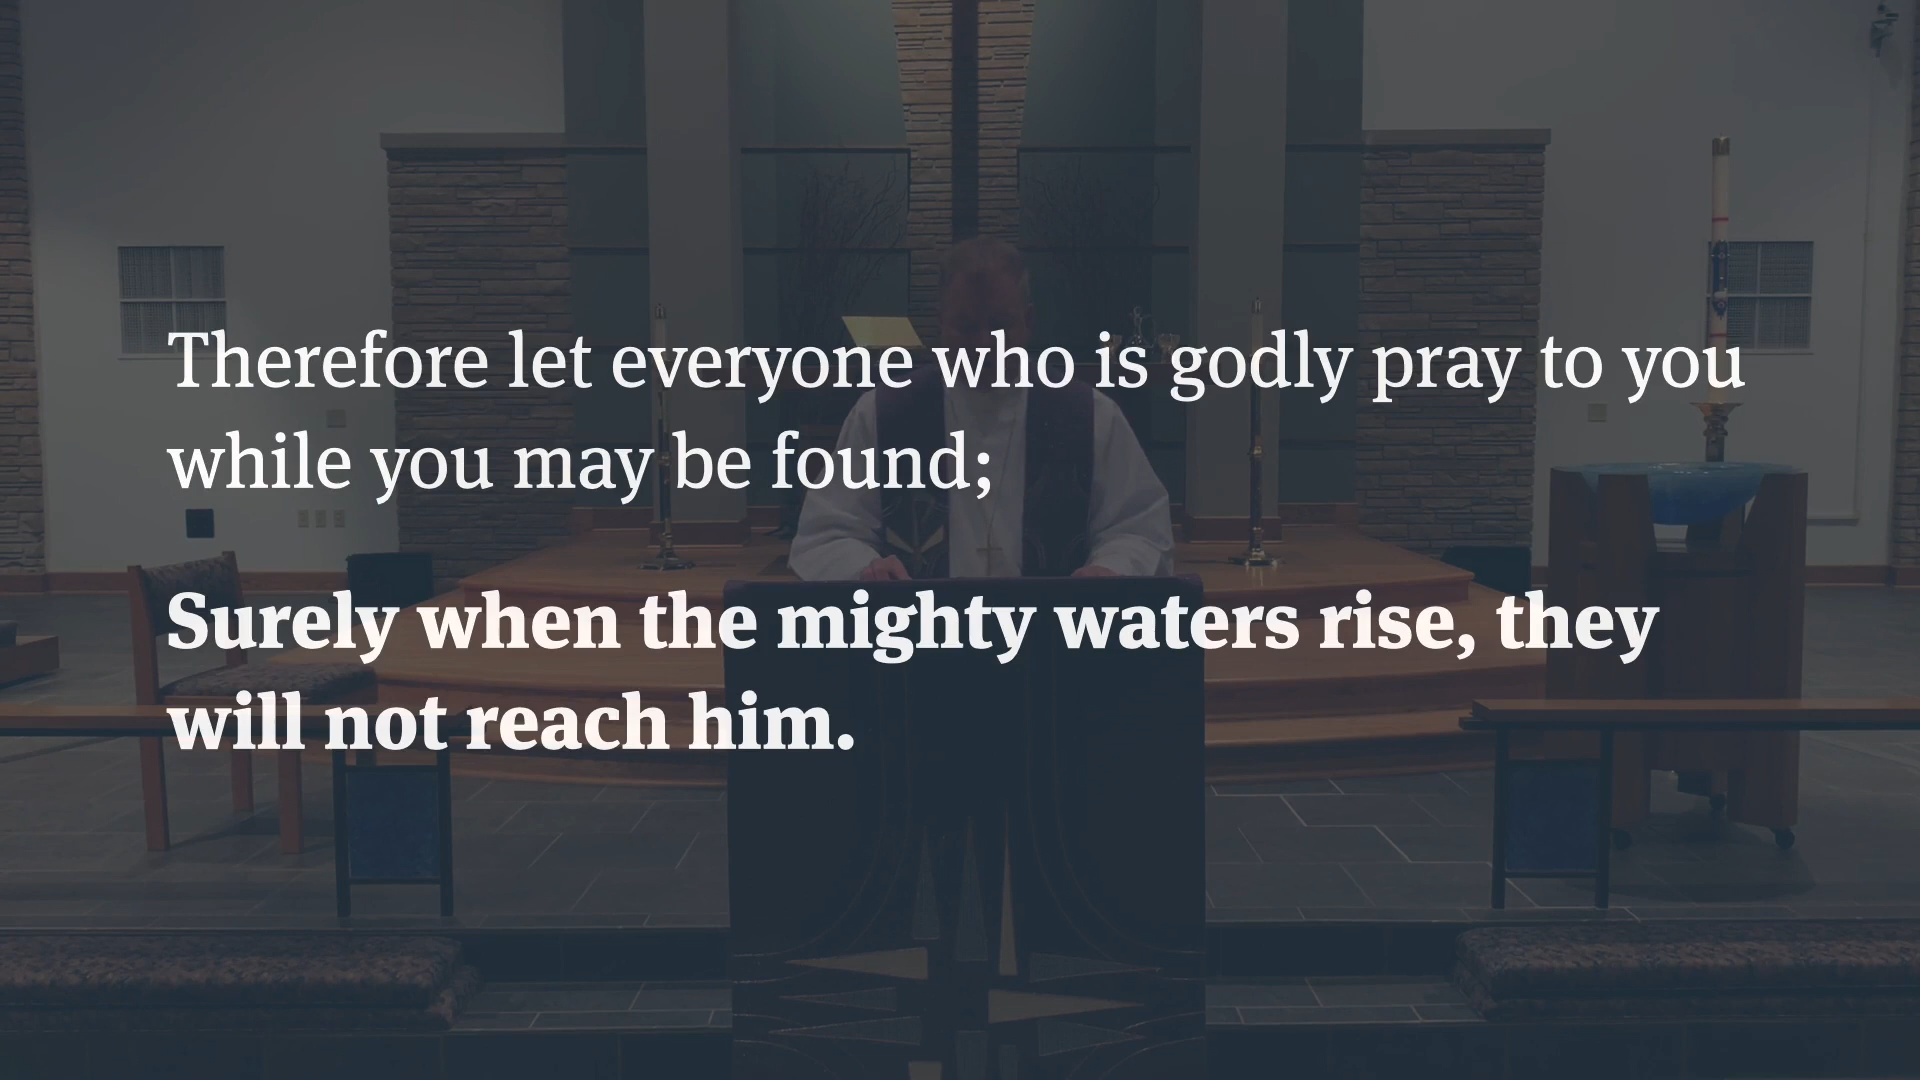 Therefore let everyone who is godly pray to you
while you may be found;
Surely when the mighty waters rise, they
will not reach him.